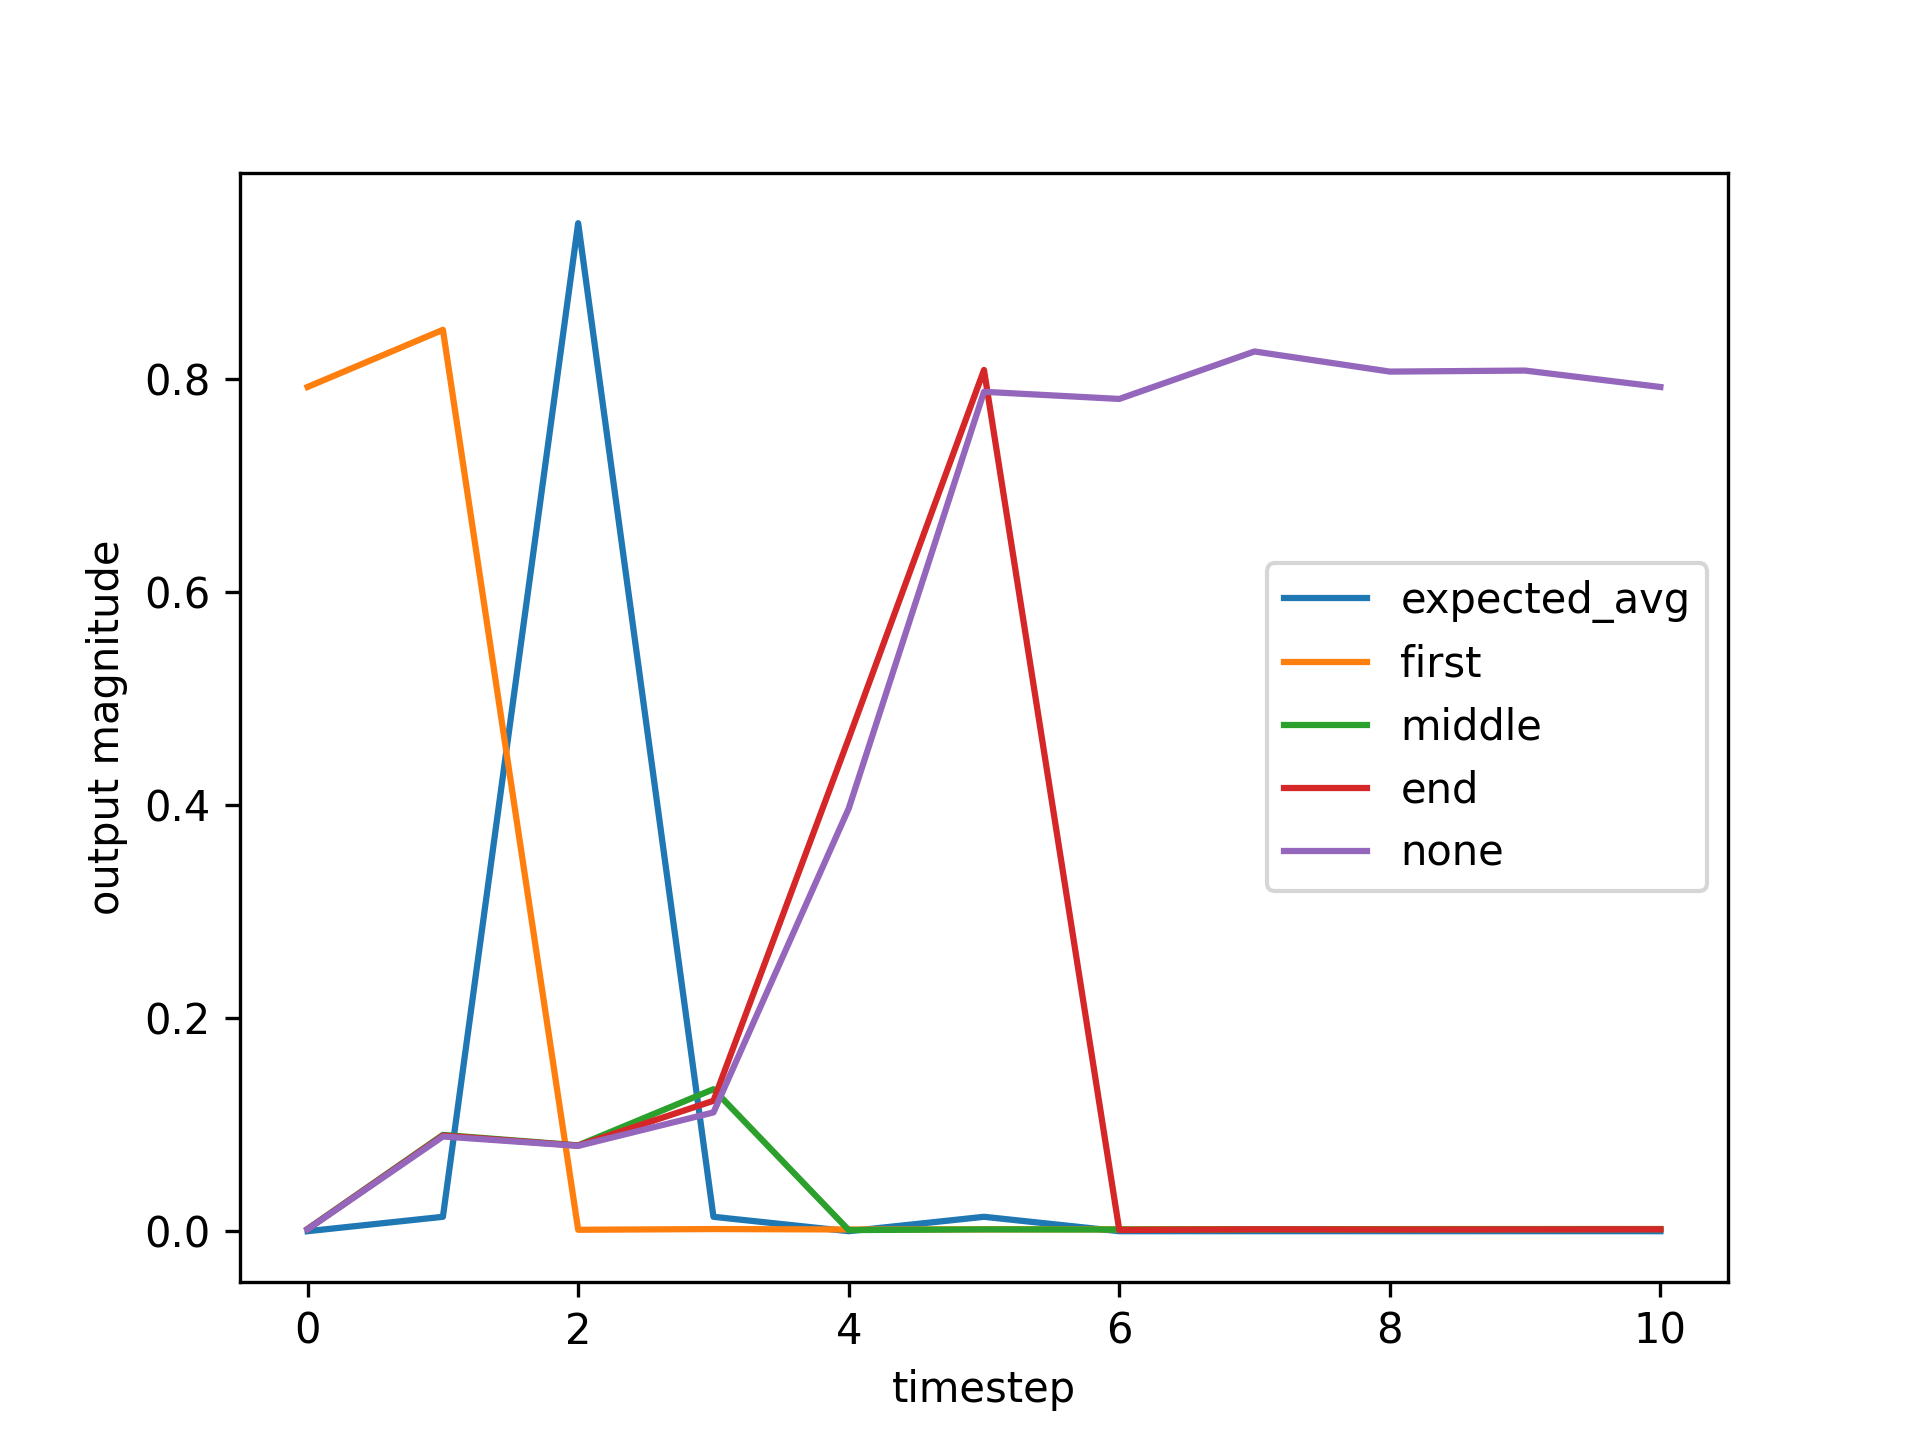 output magnitude
0.8
0.6
0.4
0.2
0.0
0 2 4 6 8 10
timestep
expected_avg
first
middle
end
none